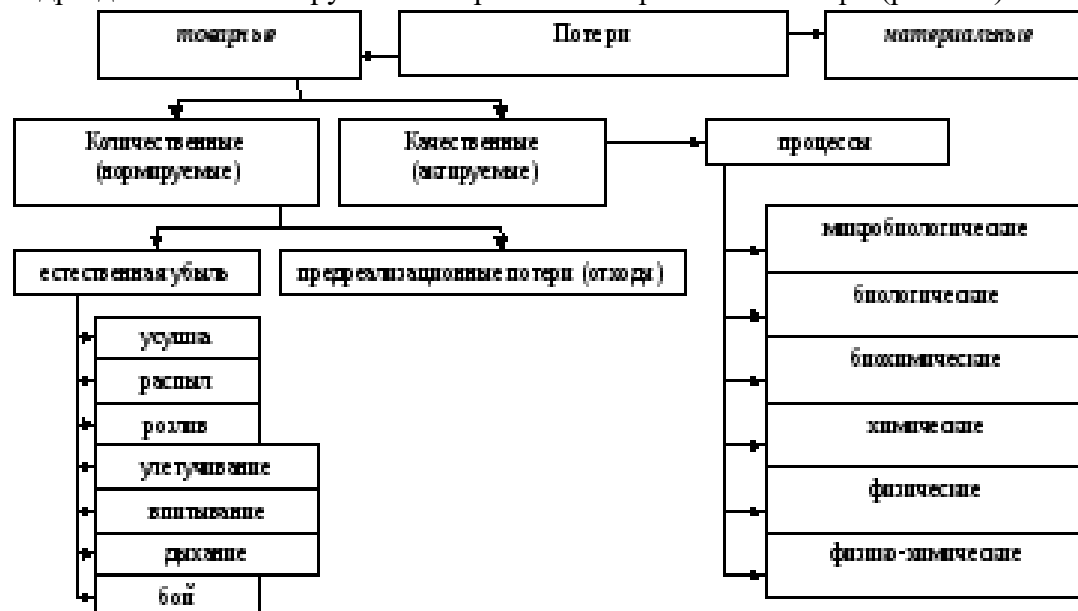 товарные
Потери
материальные
Количественные
(нормируемые)
Качественные
(актируемые)
процессы
микробиологические
естественная убыль
предреализационные потери (отходы)
биологические
усушка
распыл
биохимические
розлив
химические
улетучивание
физические
впитывание
дыхание
физико-химические
бой